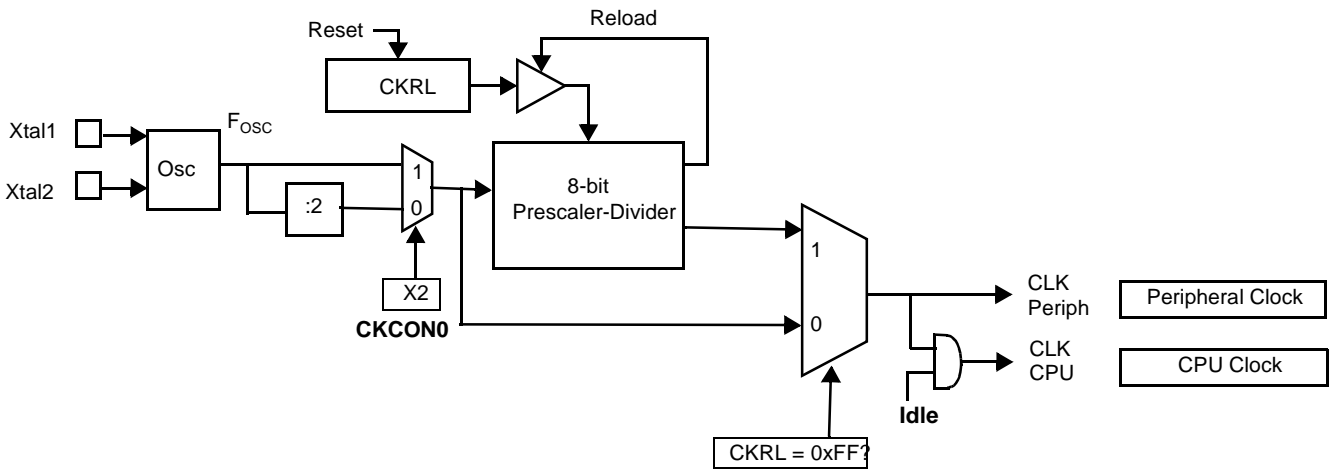 Reload
Reset
CKRL
Xtal1
FOSC
Osc
Xtal2
1
:2
0
8-bit
Prescaler-Divider
X2
CKCON0
1
0
CLK
Periph
Peripheral Clock
CLK
CPU
CPU Clock
Idle
CKRL = 0xFF?